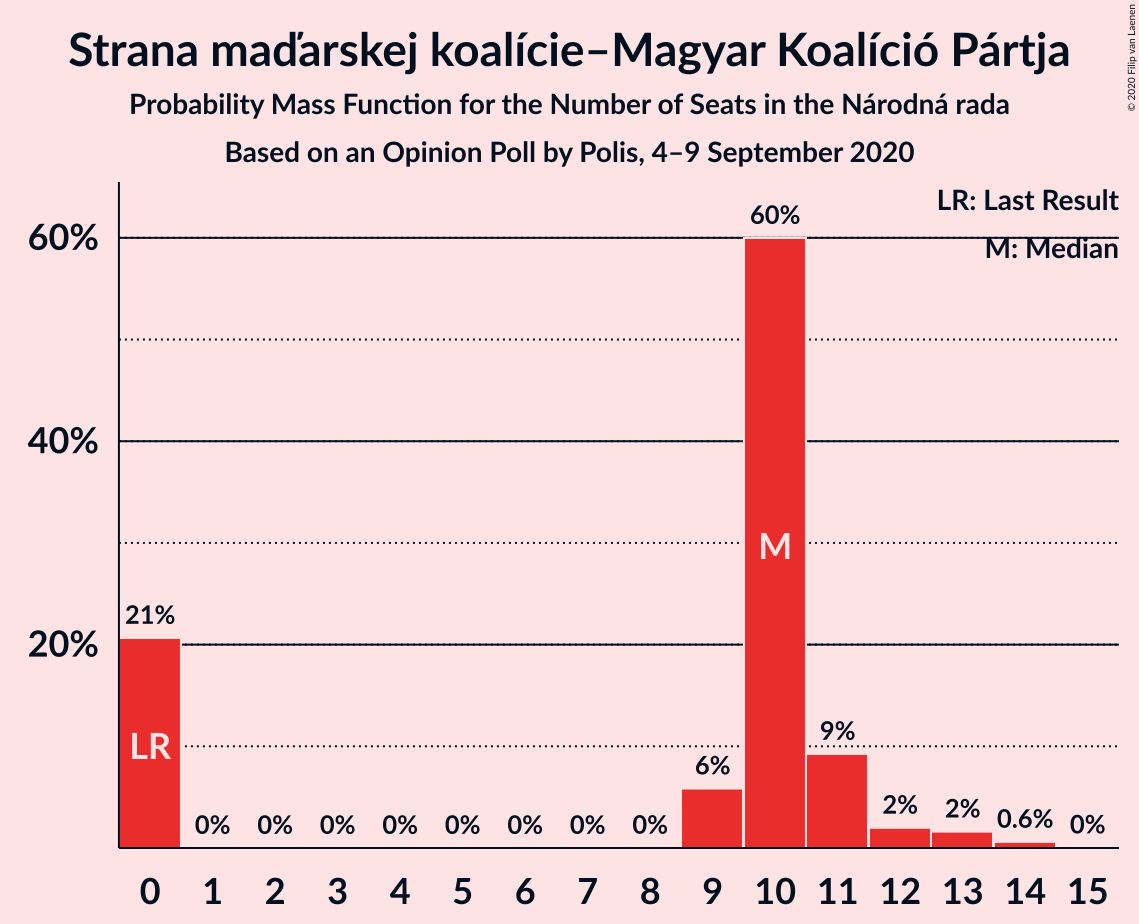 Strana maďarskej koalície–Magyar Koalíció Pártja
Probability Mass Function for the Number of Seats in the Národná rada
Based on an Opinion Poll by Polis, 4–9 September 2020
© 2020 Filip van Laenen
LR: Last Result
M: Median
60%
40%
20%
21%
0%
0%
0%
0%
0%
0%
0%
0%
6%
60%
9%
2%
2%
0.6%
0%
LR
M
0 1 2 3 4 5 6 7 8 9 10 11 12 13 14 15